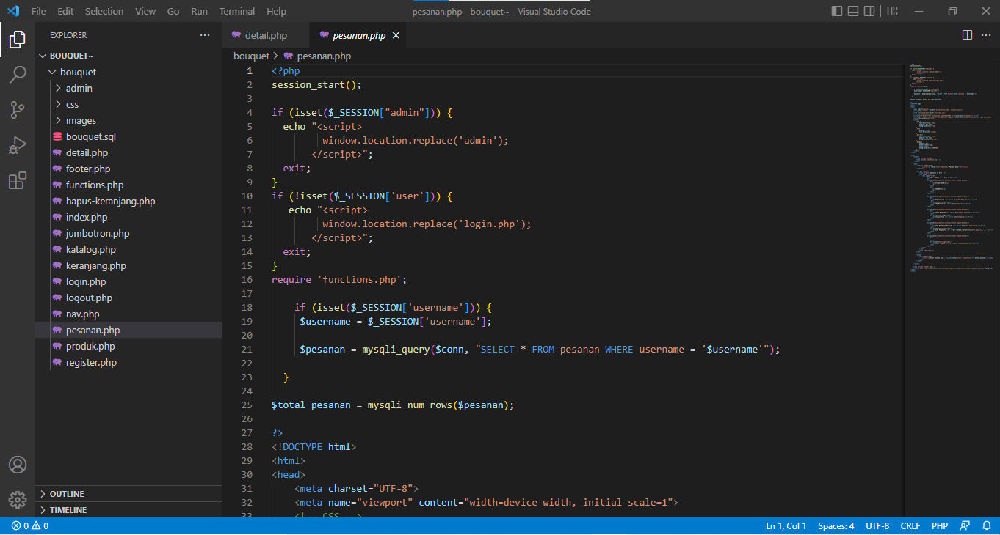 File Edit Selection View Go Run Terminal Help
pesanan.php - bouquet~ - Visual Studio Code
EXPLORER
BOUQUET~
bouquet
admin
css
images
bouquet.sql
detail.php
footer.php
functions.php
hapus-keranjang.php
index.php
jumbotron.php
katalog.php
keranjang.php
login.php
logout.php
nav.php
pesanan.php
produk.php
register.php
OUTLINE
TIMELINE
detail.php pesanan.php
bouquet > pesanan.php
1 <?php
2 session_start();
3
4 if (isset($_SESSION["admin"])) {
5 echo "<script>
6 window.location.replace('admin');
7 </script>";
8 exit;
9 }
10 if (!isset($_SESSION['user'])) {
11 echo "<script>
12 window.location.replace('login.php');
13 </script>";
14 exit;
15 }
16 require 'functions.php';
17
18 if (isset($_SESSION['username'])) {
19 $username = $_SESSION['username'];
20
21 $pesanan = mysqli_query($conn, "SELECT * FROM pesanan WHERE username = '$username'");
22
23 }
24
25 $total_pesanan = mysqli_num_rows($pesanan);
26
27 ?>
28 <!DOCTYPE html>
29 <html>
30 <head>
31 <meta charset="UTF-8">
32 <meta name="viewport" content="width=device-width, initial-scale=1">
33 <!-- CSS -->
0 0
Ln 1, Col 1 Spaces: 4 UTF-8 CRLF PHP